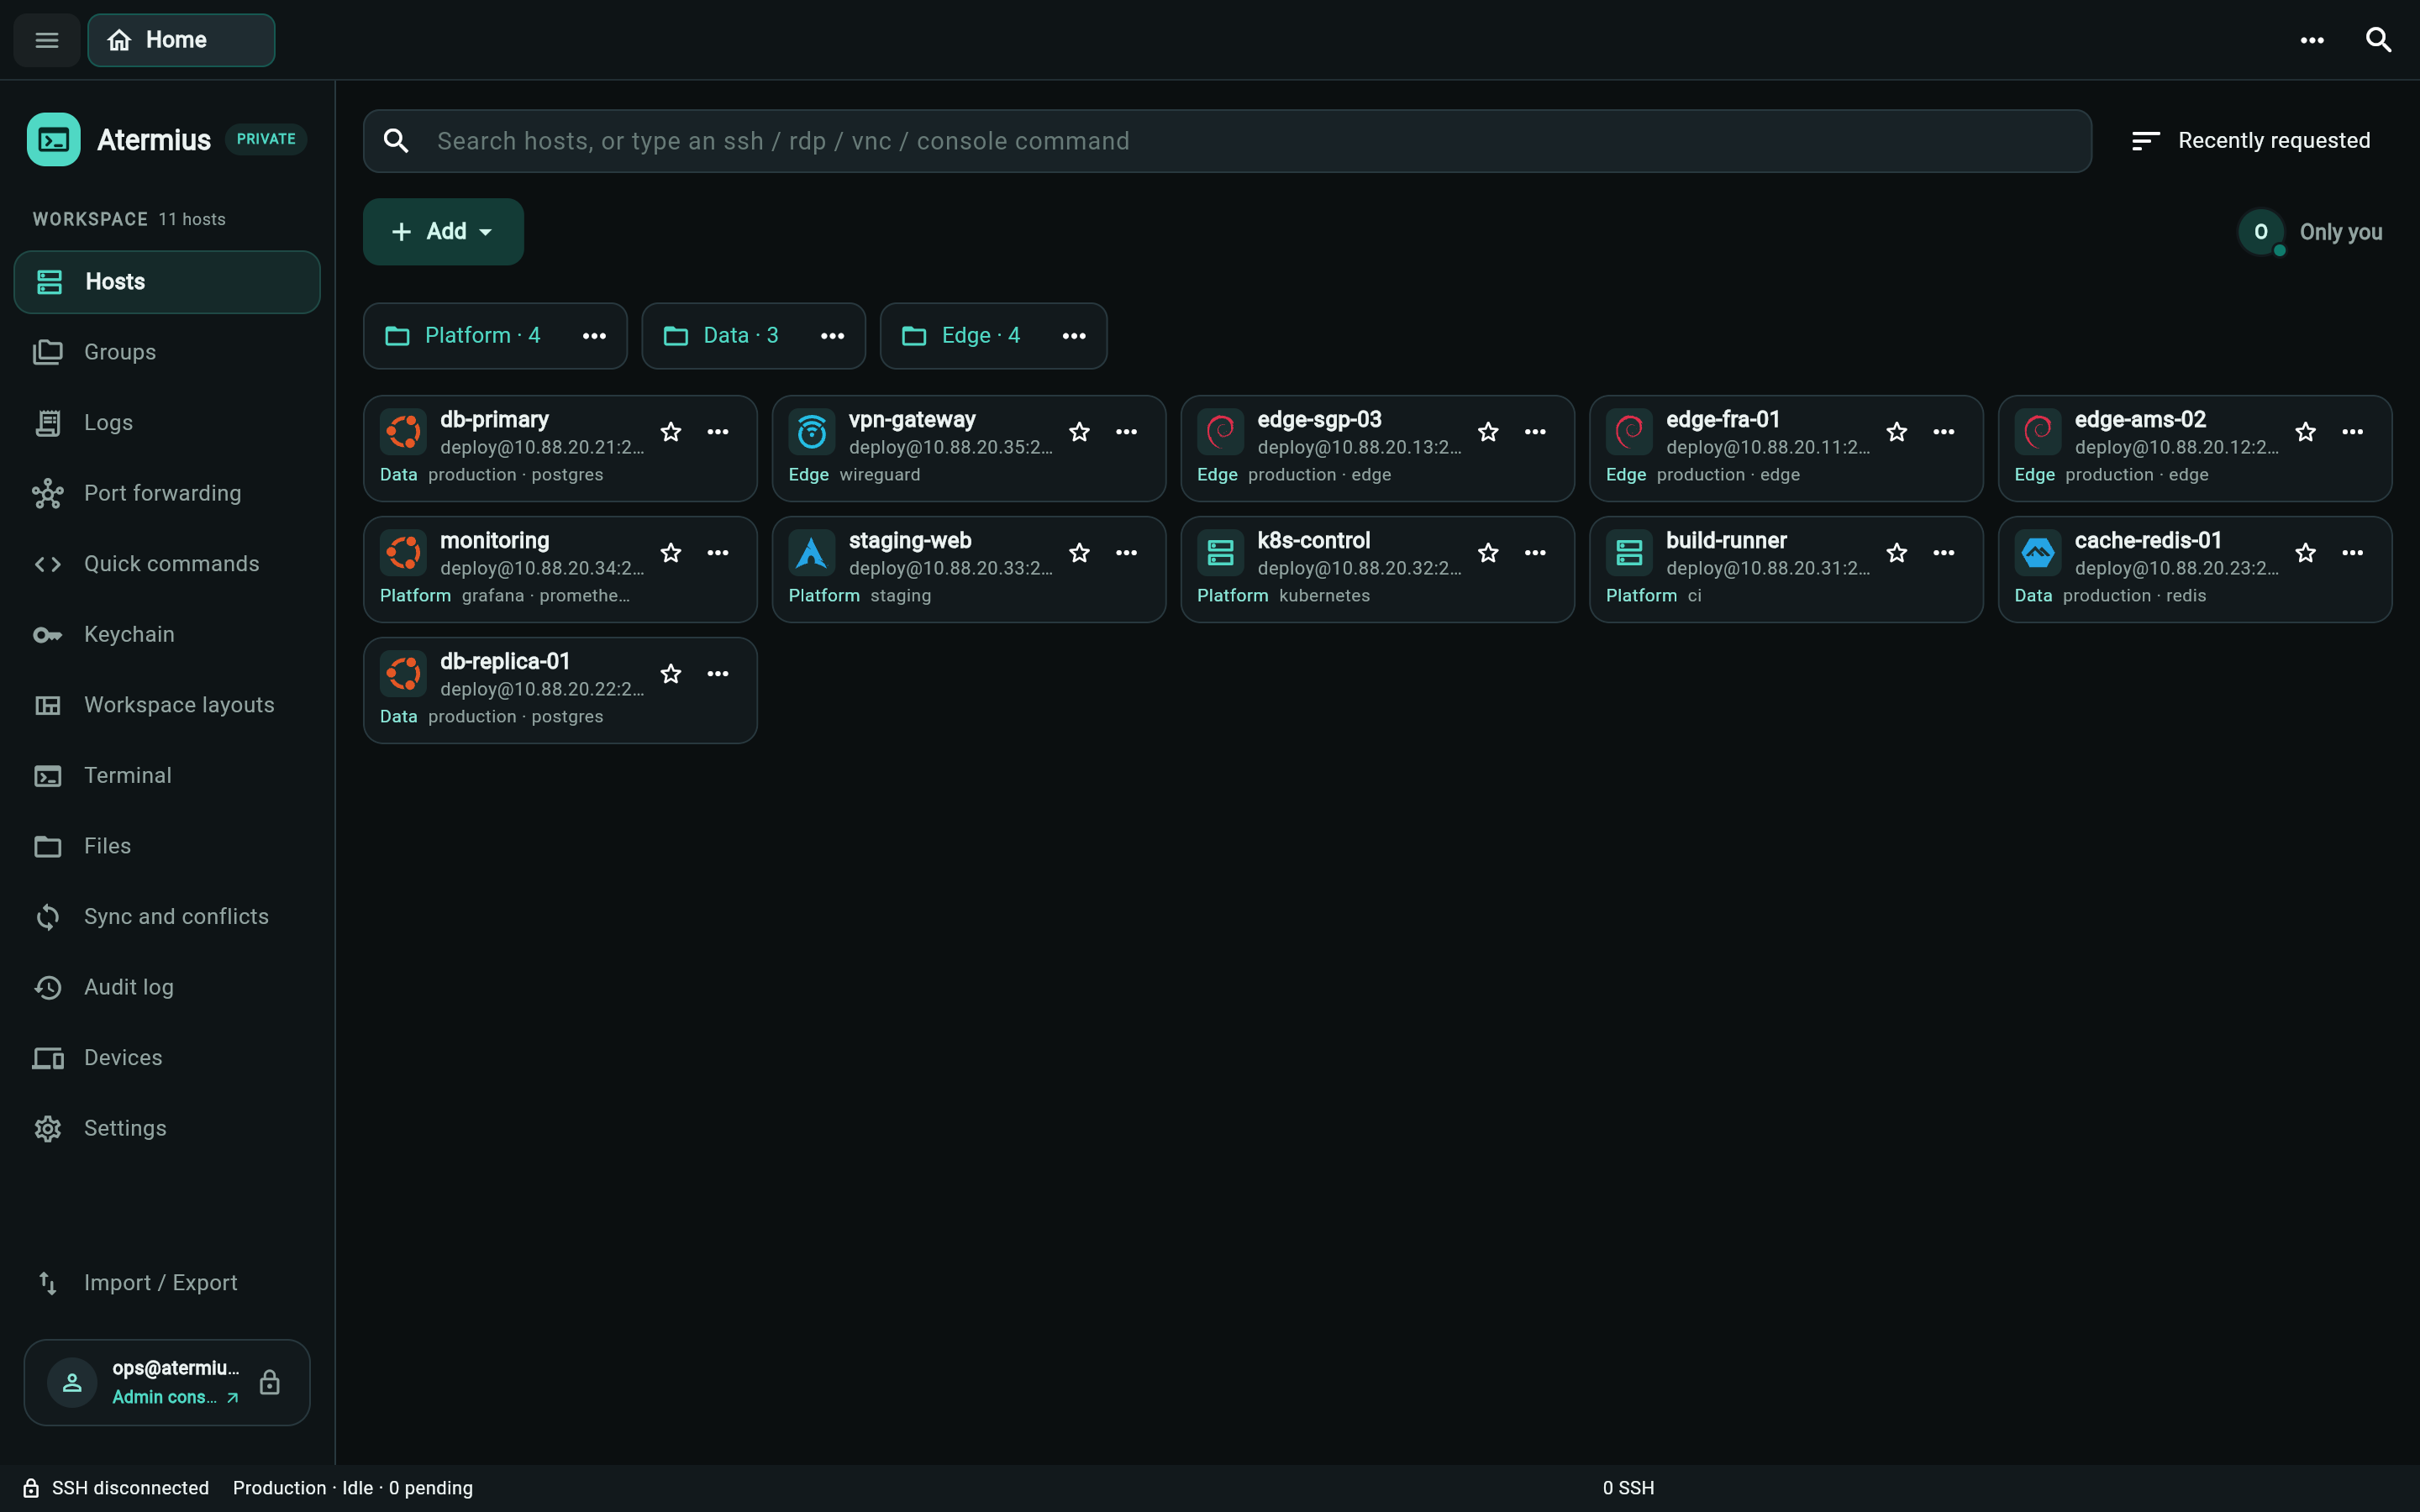 Home
Atermius PRIVATE
WORKSPACE 11 hosts
Hosts
Groups
Logs
Port forwarding
Quick commands
Keychain
Workspace layouts
Terminal
Files
Sync and conflicts
Audit log
Devices
Settings
Import / Export
ops@atermiu...
Admin cons...
Search hosts, or type an ssh / rdp / vnc / console command
Recently requested
Add
O Only you
Platform · 4
Data · 3
Edge · 4
db-primary
deploy@10.88.20.21:2...
Data production · postgres
vpn-gateway
deploy@10.88.20.35:2...
Edge wireguard
edge-sgp-03
deploy@10.88.20.13:2...
Edge production · edge
edge-fra-01
deploy@10.88.20.11:2...
Edge production · edge
edge-ams-02
deploy@10.88.20.12:2...
Edge production · edge
monitoring
deploy@10.88.20.34:2...
Platform grafana · promethe...
staging-web
deploy@10.88.20.33:2...
Platform staging
k8s-control
deploy@10.88.20.32:2...
Platform kubernetes
build-runner
deploy@10.88.20.31:2...
Platform ci
cache-redis-01
deploy@10.88.20.23:2...
Data production · redis
db-replica-01
deploy@10.88.20.22:2...
Data production · postgres
SSH disconnected Production · Idle · 0 pending
0 SSH